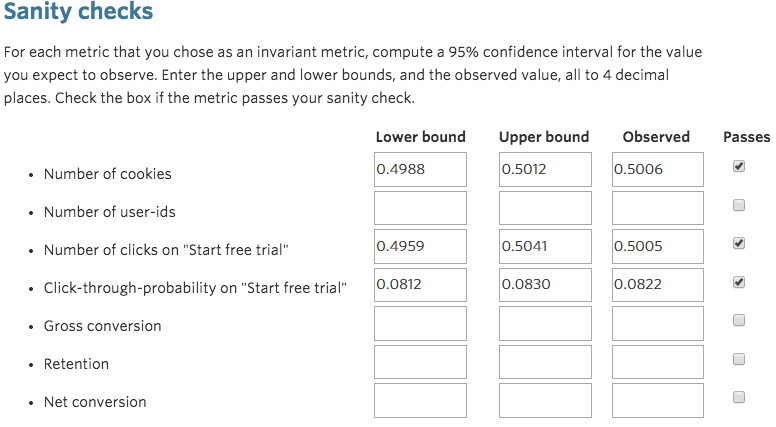 Sanity checks
For each metric that you chose as an invariant metric, compute a 95% confidence interval for the value
you expect to observe. Enter the upper and lower bounds, and the observed value, all to 4 decimal
places. Check the box if the metric passes your sanity check.
Lower bound Upper bound Observed Passes
• Number of cookies 0.4988 0.5012 0.5006
• Number of user-ids
• Number of clicks on "Start free trial" 0.4959 0.5041 0.5005
• Click-through-probability on "Start free trial" 0.0812 0.0830 0.0822
• Gross conversion
• Retention
• Net conversion